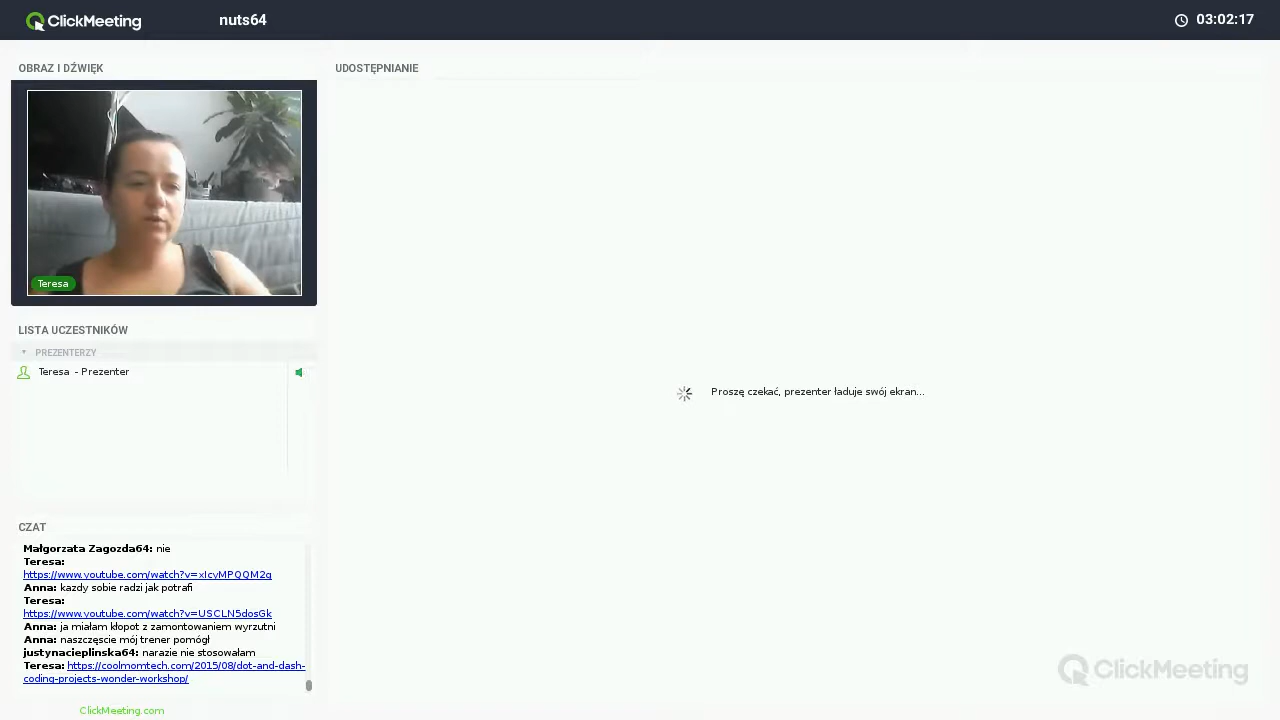 ClickMeeting
nuts64
03:02:17
OBRAZ I DŹWIĘK
Teresa
LISTA UCZESTNIKÓW
PREZENTERZY
Teresa - Prezenter
CZAT
Małgorzata Zagozda64: nie
Teresa:
https://www.youtube.com/watch?v=xIcyMPQQM2g
Anna: kazdy sobie radzi jak potrafi
Teresa:
https://www.youtube.com/watch?v=USCLN5dosGk
Anna: ja miałam kłopot z zamontowaniem wyrzutni
Anna: naszczęscie mój trener pomógł
justynacieplinska64: narazie nie stosowałam
Teresa: https://coolmomtech.com/2015/08/dot-and-dash-
coding-projects-wonder-workshop/
ClickMeeting.com
UDOSTĘPNIANIE
Proszę czekać, prezenter ładuje swój ekran...
ClickMeeting